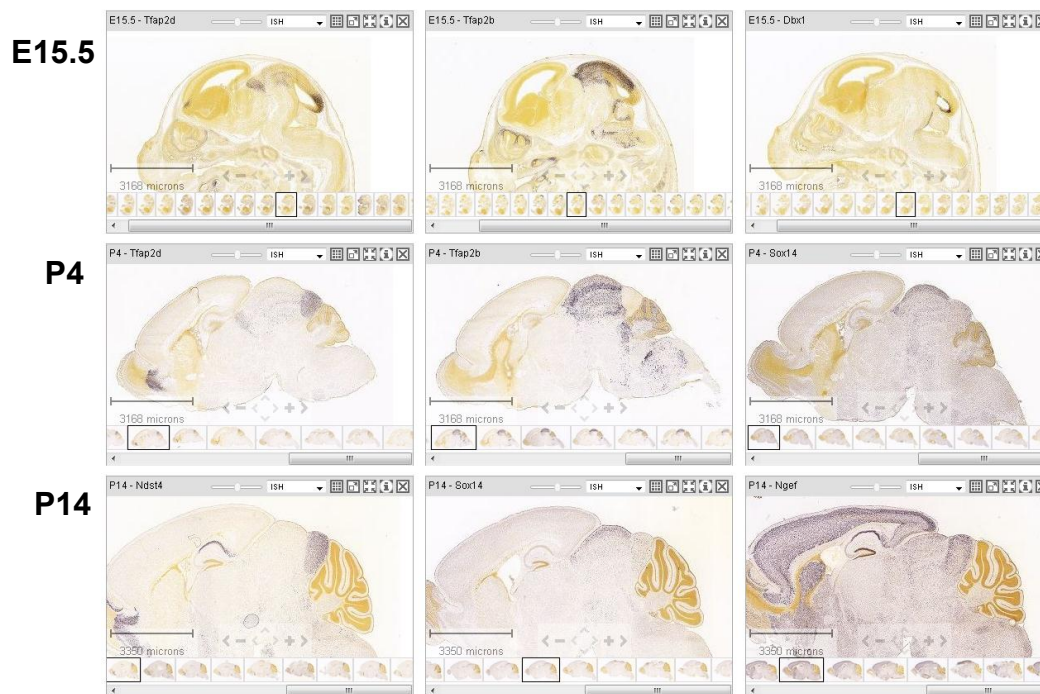 E15.5
E15.5 - Tfap2d ISH
3168 microns
E15.5 - Tfap2b ISH
3168 microns
E15.5 - Dbx1 ISH
3168 microns
P4
P4 - Tfap2d ISH
3168 microns
P4 - Tfap2b ISH
3168 microns
P4 - Sox14 ISH
3168 microns
P14
P14 - Ndst4 ISH
3350 microns
P14 - Sox14 ISH
3350 microns
P14 - Ngef ISH
3350 microns